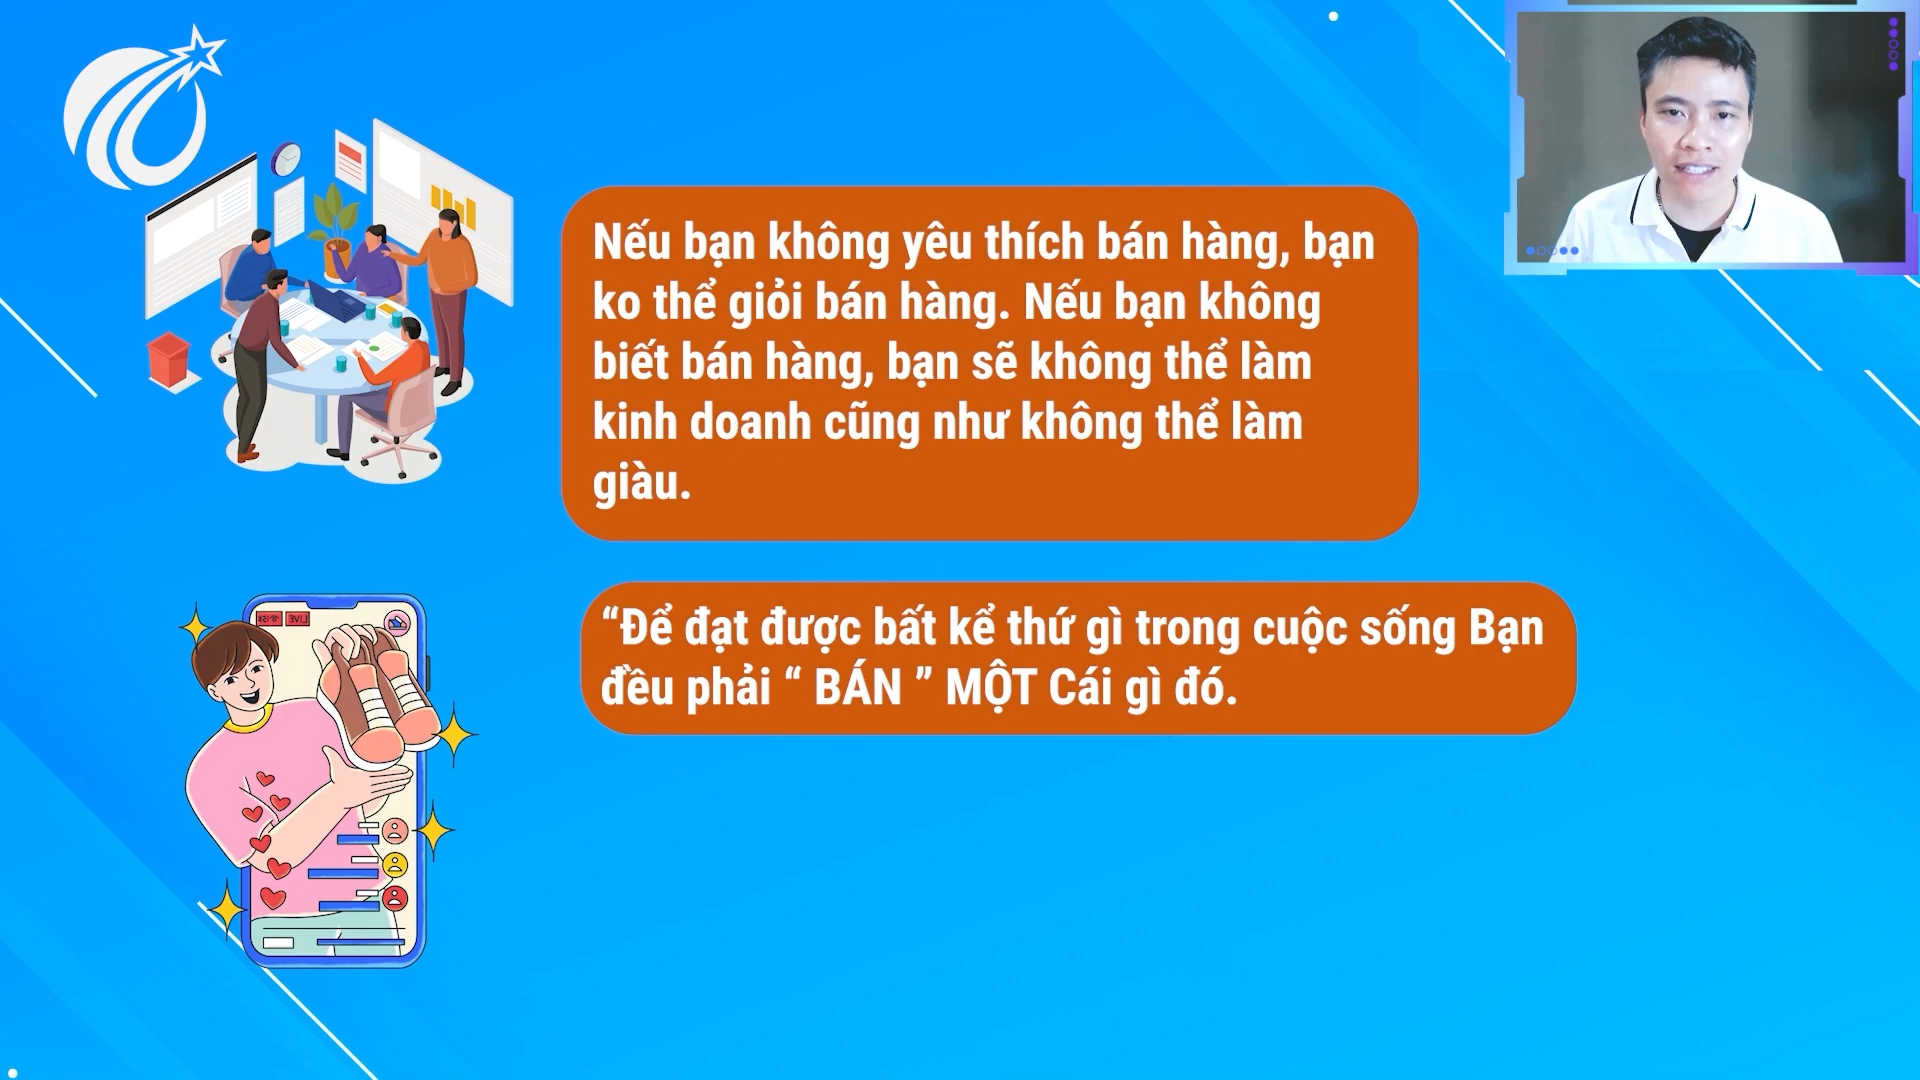 Nếu bạn không yêu thích bán hàng, bạn
ko thể giỏi bán hàng. Nếu bạn không
biết bán hàng, bạn sẽ không thể làm
kinh doanh cũng như không thể làm
giàu.
“Để đạt được bất kể thứ gì trong cuộc sống Bạn
đều phải “ BÁN ” MỘT Cái gì đó.
LIVE